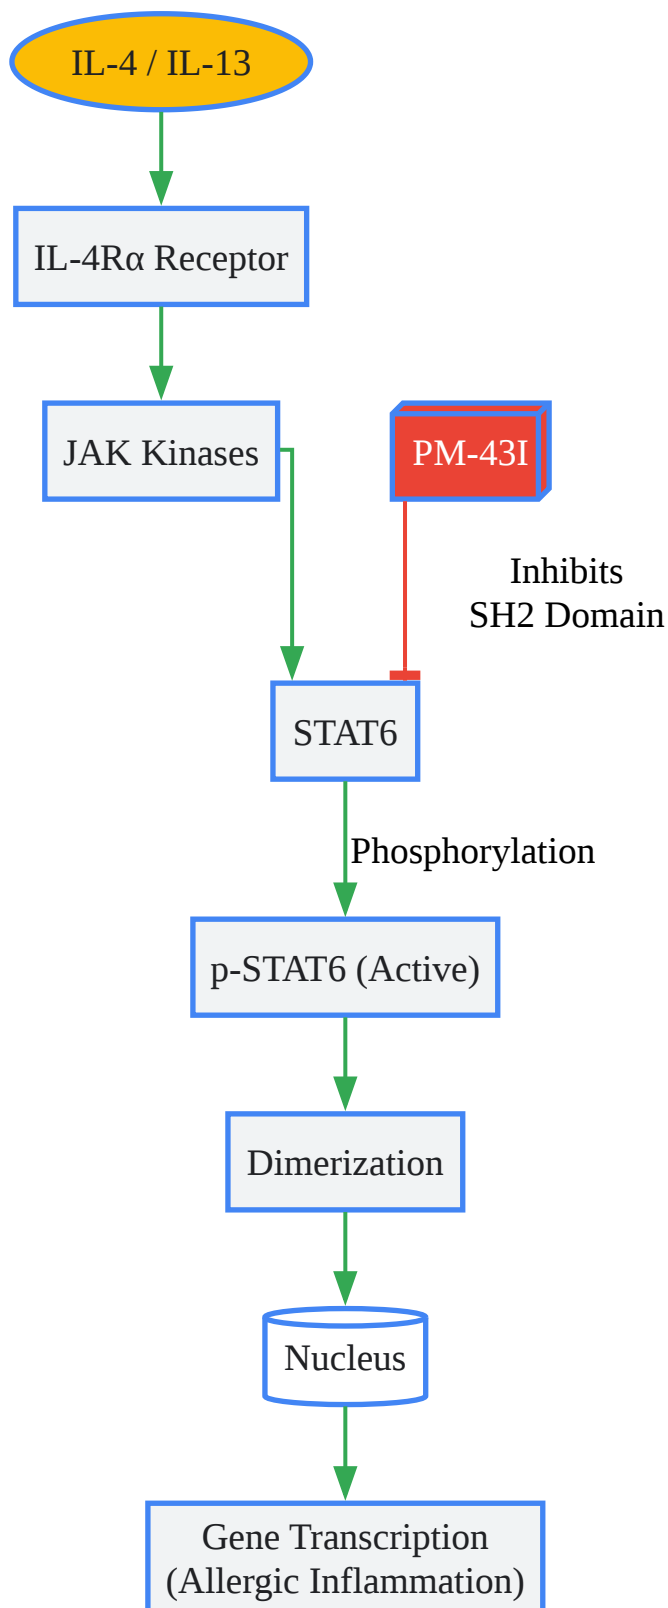 IL-4 / IL-13
IL-4Rα Receptor
JAK Kinases
PM-43I
Inhibits
SH2 Domain
STAT6
Phosphorylation
p-STAT6 (Active)
Dimerization
Nucleus
Gene Transcription
(Allergic Inflammation)